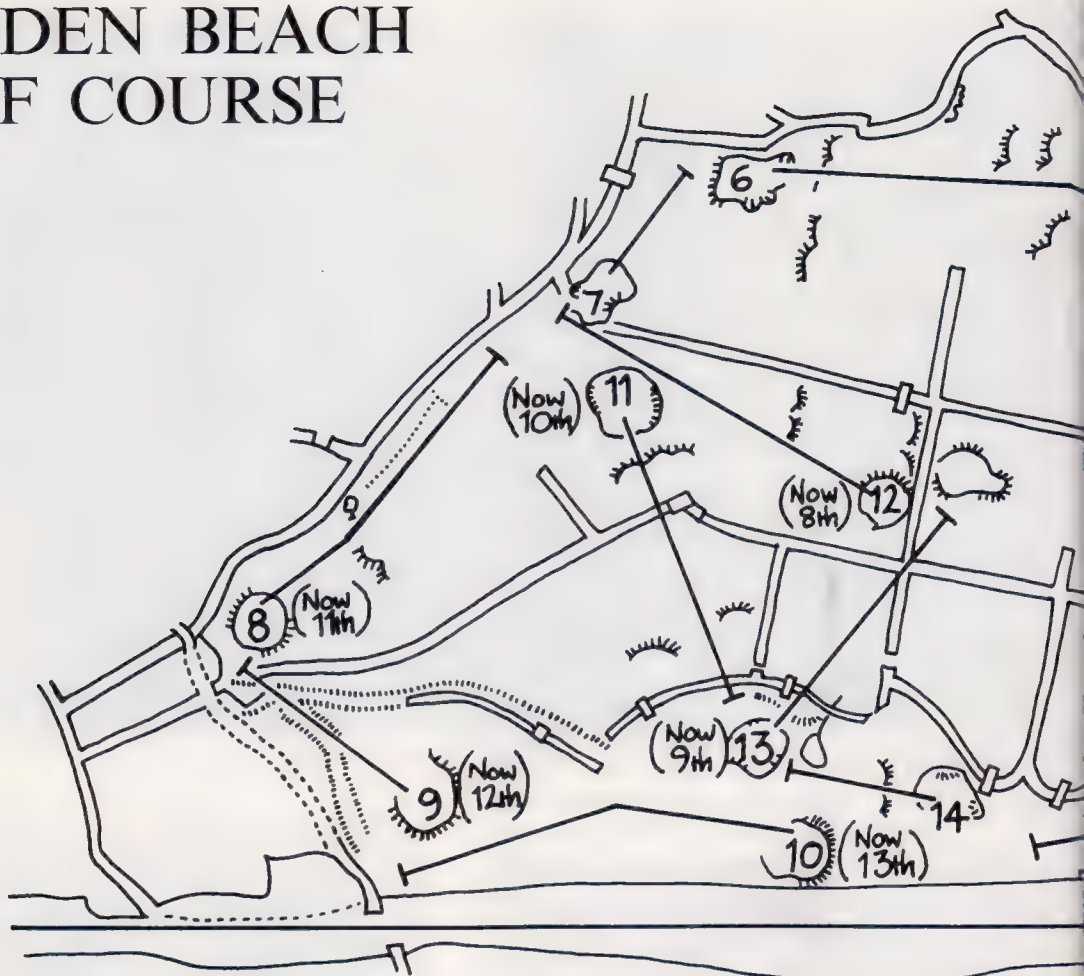 DEN BEACH
F COURSE
6
7
(Now
10th)
11
(Now
8th)
12
8
(Now
11th)
(Now
9th)
13
9
(Now
12th)
14
10
(Now
13th)